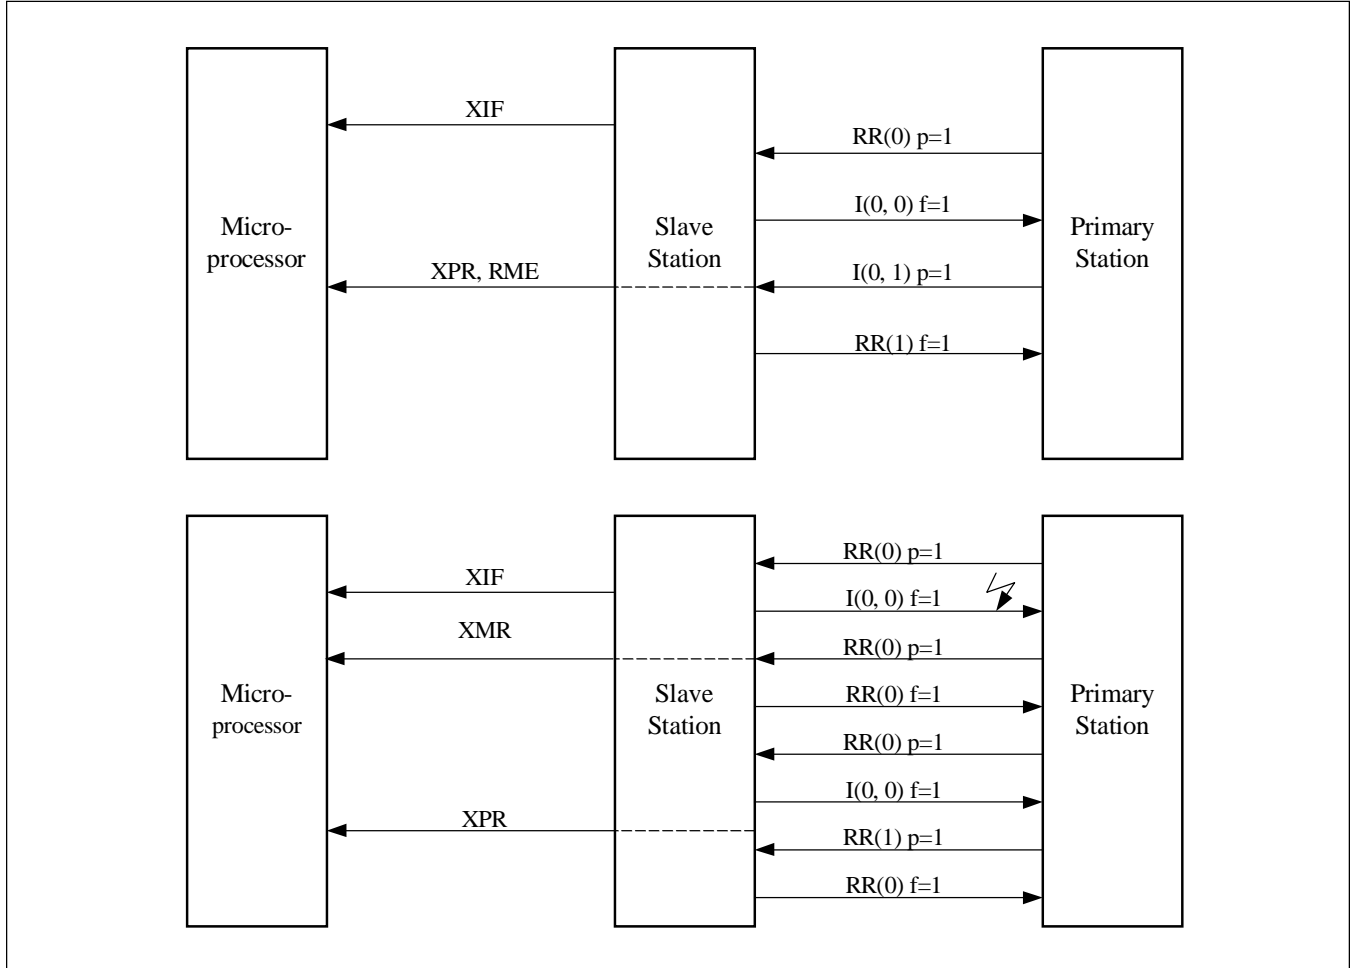 XIF
RR(0) p=1
I(0, 0) f=1
Micro-
processor
Slave
Station
Primary
Station
XPR, RME
I(0, 1) p=1
RR(1) f=1
RR(0) p=1
XIF
I(0, 0) f=1
XMR
RR(0) p=1
Micro-
processor
Slave
Station
RR(0) f=1
Primary
Station
RR(0) p=1
I(0, 0) f=1
XPR
RR(1) p=1
RR(0) f=1